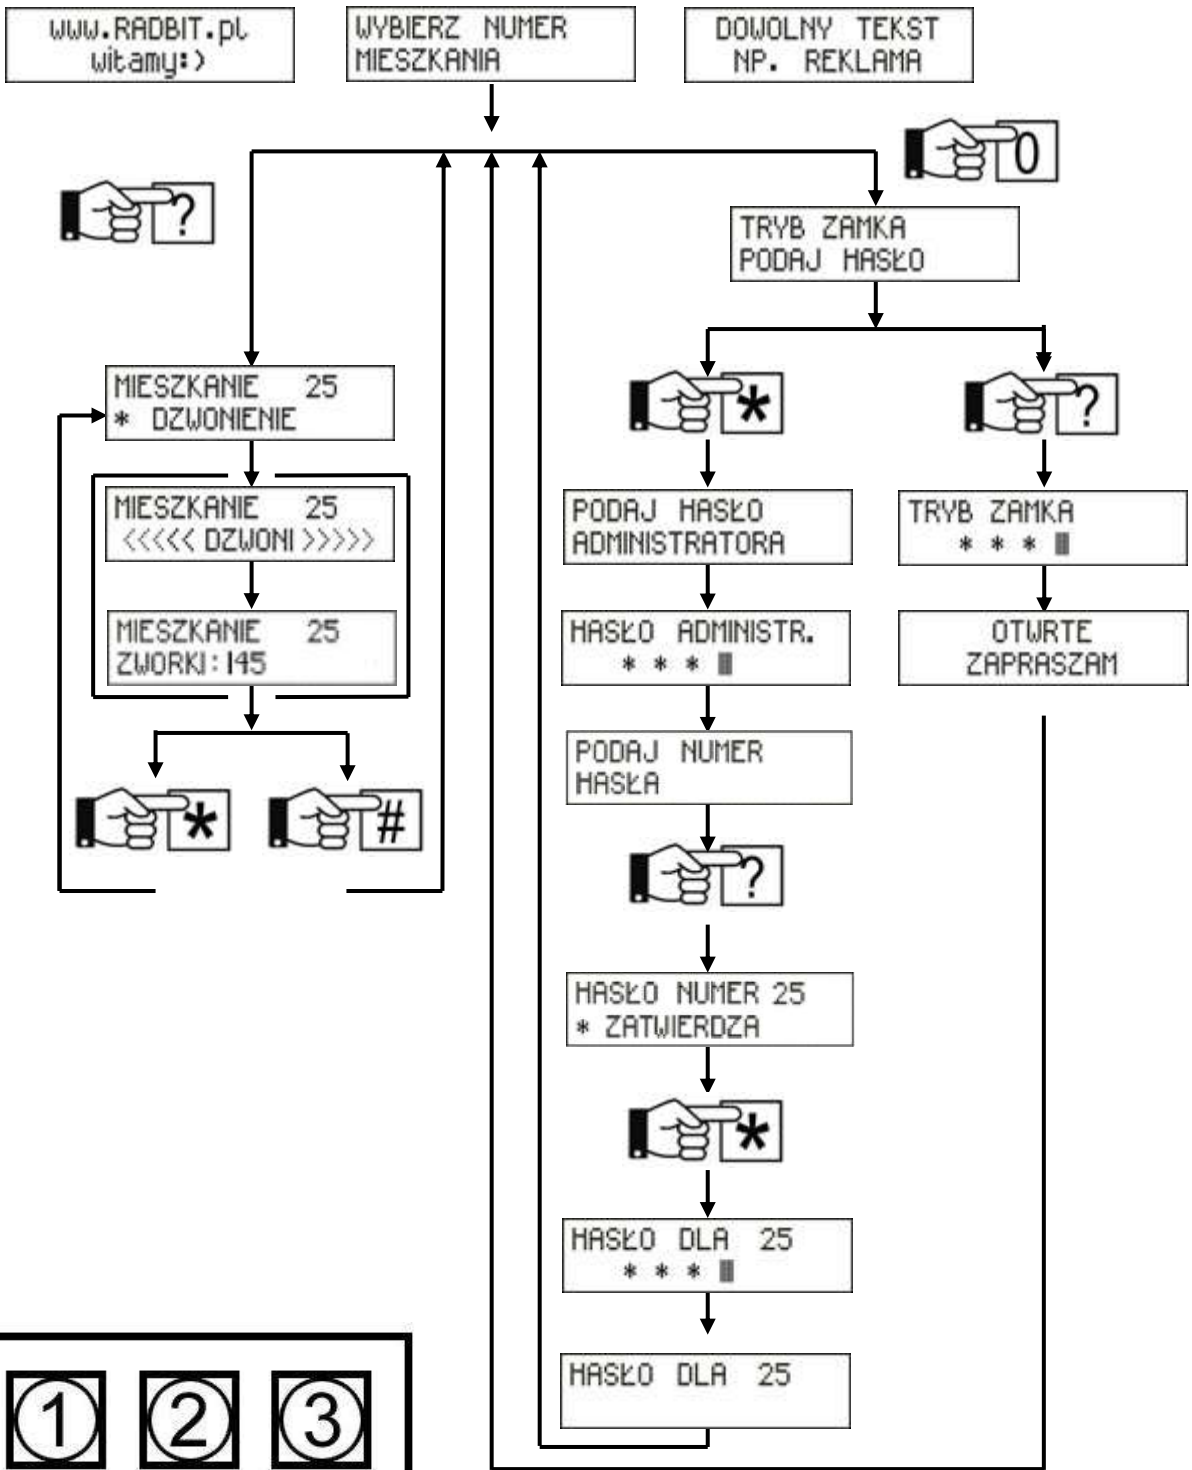 www.RADBIT.pl
witamy:)
WYBIERZ NUMER
MIESZKANIA
DOWOLNY TEKST
NP. REKLAMA
0
?
TRYB ZAMKA
PODAJ HASŁO
MIESZKANIE 25
* DZWONIENIE
*
?
MIESZKANIE 25
<<<<< DZWONI >>>>>
PODAJ HASŁO
ADMINISTRATORA
TRYB ZAMKA
* * *
MIESZKANIE 25
ZWORKI:145
HASŁO ADMINISTR.
* * *
OTWRTE
ZAPRASZAM
PODAJ NUMER
HASŁA
*
#
?
HASŁO NUMER 25
* ZATWIERDZA
*
HASŁO DLA 25
* * *
HASŁO DLA 25
1 2 3